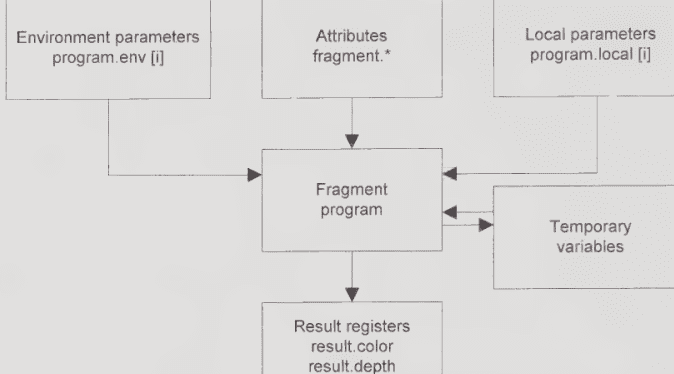 Environment parameters
program.env [i]
Attributes
fragment.*
Local parameters
program.local [i]
Fragment
program
Temporary
variables
Result registers
result.color
result.depth